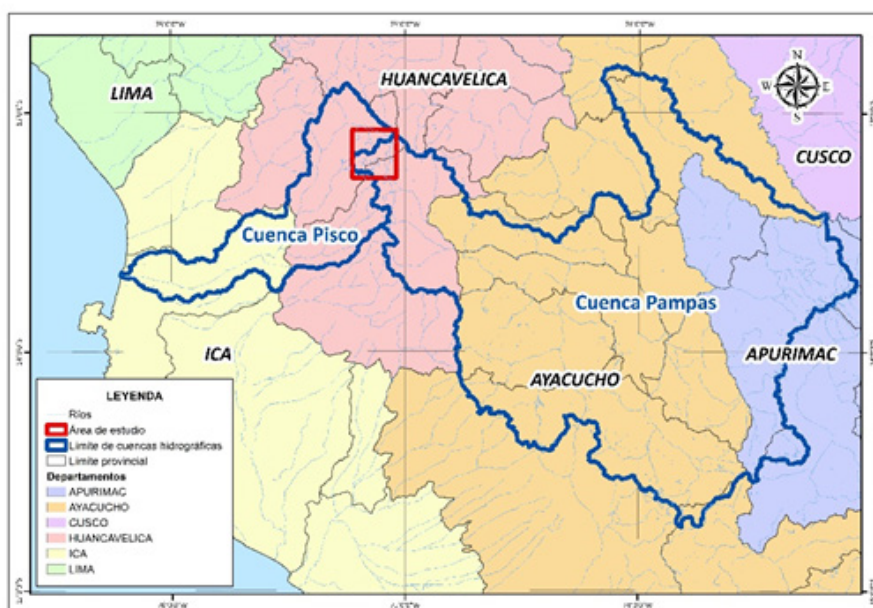 LIMA
HUANCAVELICA
N
W E
S
CUSCO
Cuenca Pisco
Cuenca Pampas
ICA
AYACUCHO
APURIMAC
LEYENDA
Ríos
Área de estudio
Límite de cuencas hidrográficas
Límite provincial
Departamentos
APURIMAC
AYACUCHO
CUSCO
HUANCAVELICA
ICA
LIMA